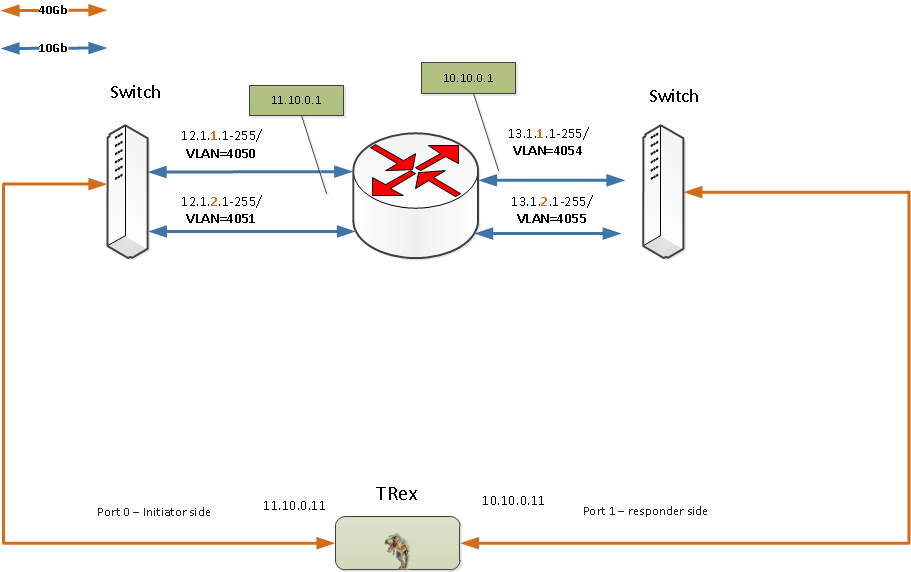 40Gb
10Gb
Switch
11.10.0.1
10.10.0.1
Switch
12.1.1.1-255/
VLAN=4050
13.1.1.1-255/
VLAN=4054
12.1.2.1-255/
VLAN=4051
13.1.2.1-255/
VLAN=4055
TRex
Port 0 – Initiator side
11.10.0.11
10.10.0.11
Port 1 – responder side